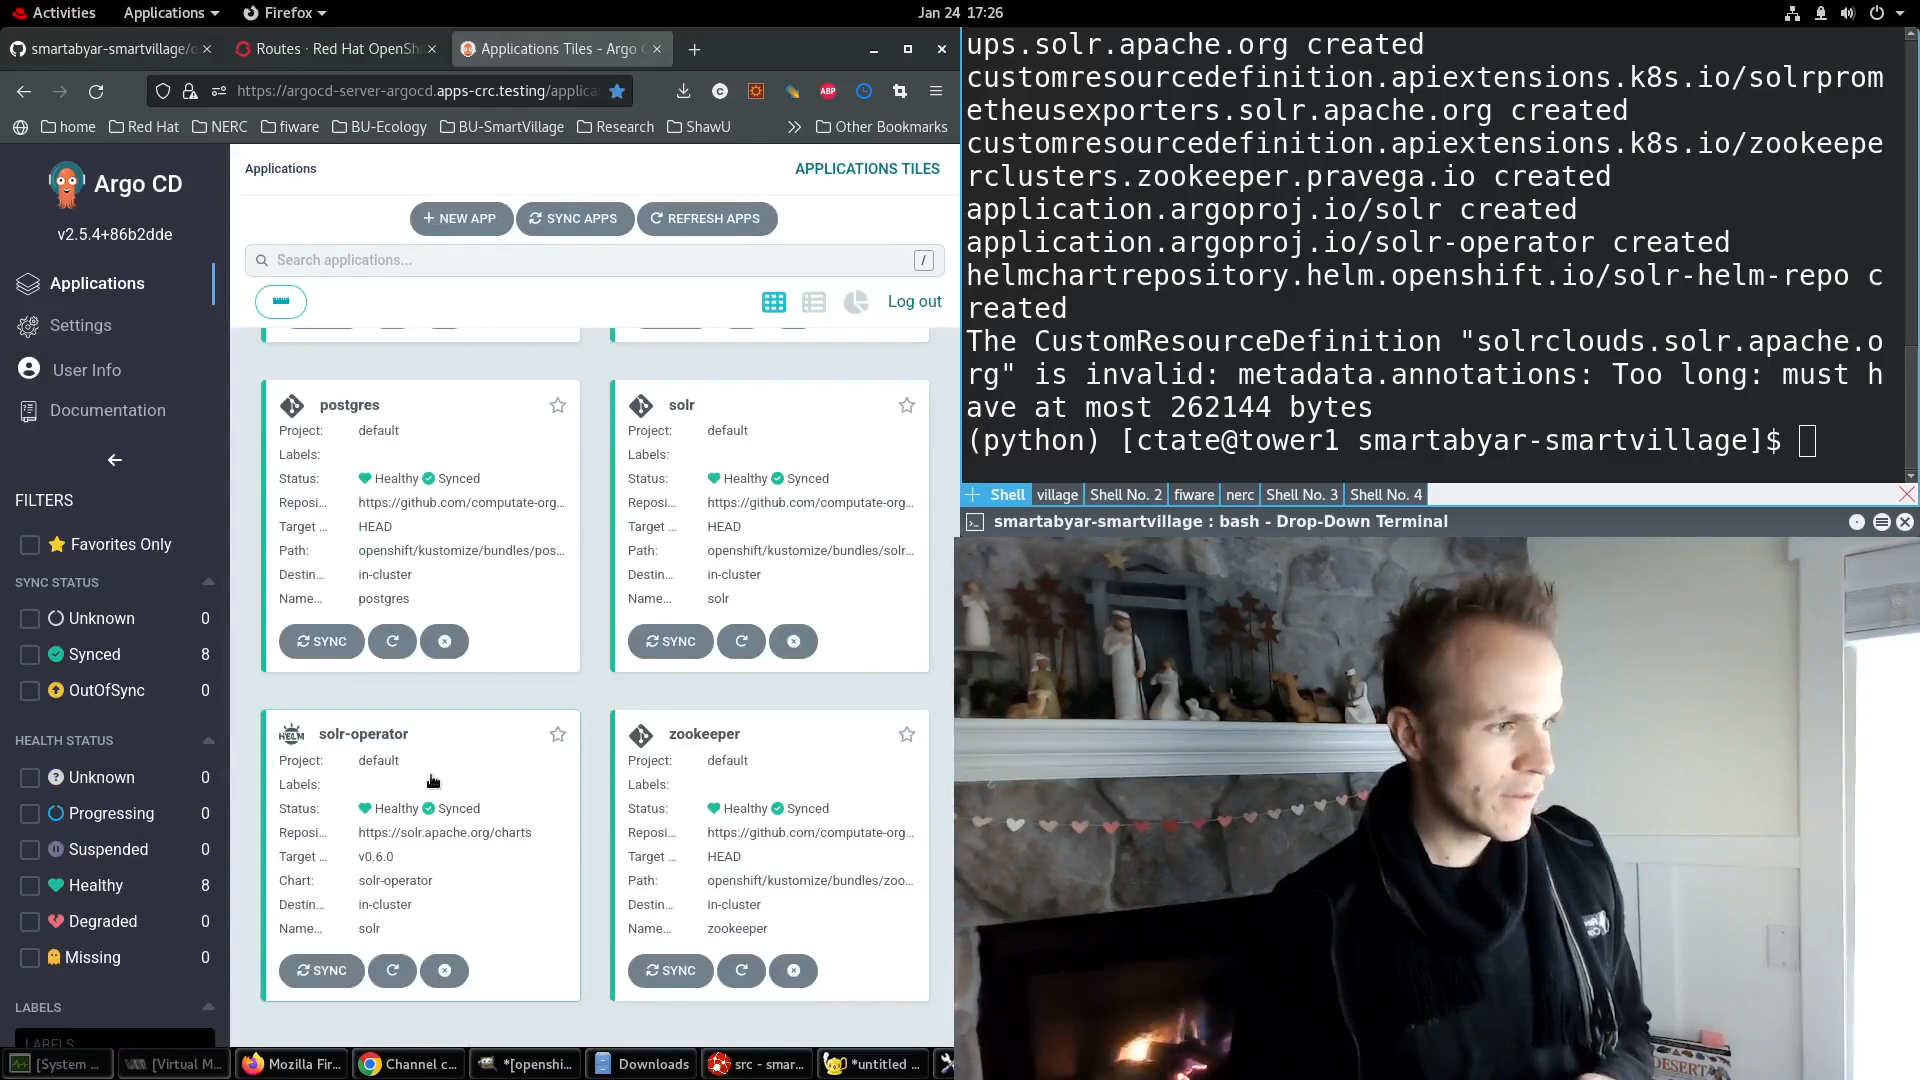 Activities Applications Firefox Jan 24 17:26
smartabyar-smartvillage/o Routes · Red Hat OpenShi Applications Tiles - Argo C
https://argocd-server-argocd.apps-crc.testing/applica
home Red Hat NERC fiware BU-Ecology BU-SmartVillage Research ShawU Other Bookmarks
Argo CD
v2.5.4+86b2dde
Applications
Settings
User Info
Documentation
FILTERS
Favorites Only
SYNC STATUS
Unknown 0
Synced 8
OutOfSync 0
HEALTH STATUS
Unknown 0
Progressing 0
Suspended 0
Healthy 8
Degraded 0
Missing 0
LABELS
LABELS
Applications APPLICATIONS TILES
NEW APP SYNC APPS REFRESH APPS
Search applications... /
Log out
postgres
Project: default
Labels:
Status: Healthy Synced
Reposi... https://github.com/computate-org...
Target ... HEAD
Path: openshift/kustomize/bundles/pos...
Destin... in-cluster
Name... postgres
SYNC
solr
Project: default
Labels:
Status: Healthy Synced
Reposi... https://github.com/computate-org...
Target ... HEAD
Path: openshift/kustomize/bundles/solr...
Destin... in-cluster
Name... solr
SYNC
HELM solr-operator
Project: default
Labels:
Status: Healthy Synced
Reposi... https://solr.apache.org/charts
Target ... v0.6.0
Chart: solr-operator
Destin... in-cluster
Name... solr
SYNC
zookeeper
Project: default
Labels:
Status: Healthy Synced
Reposi... https://github.com/computate-org...
Target ... HEAD
Path: openshift/kustomize/bundles/zoo...
Destin... in-cluster
Name... zookeeper
SYNC
ups.solr.apache.org created
customresourcedefinition.apiextensions.k8s.io/solrprom
etheusexporters.solr.apache.org created
customresourcedefinition.apiextensions.k8s.io/zookeepe
rclusters.zookeeper.pravega.io created
application.argoproj.io/solr created
application.argoproj.io/solr-operator created
helmchartrepository.helm.openshift.io/solr-helm-repo c
reated
The CustomResourceDefinition "solrclouds.solr.apache.o
rg" is invalid: metadata.annotations: Too long: must h
ave at most 262144 bytes
(python) [ctate@tower1 smartabyar-smartvillage]$
Shell village Shell No. 2 fiware nerc Shell No. 3 Shell No. 4
smartabyar-smartvillage : bash - Drop-Down Terminal
DESERT
[System ... [Virtual M... Mozilla Fir... Channel c... *[openshi... Downloads src - smar... *untitled ...